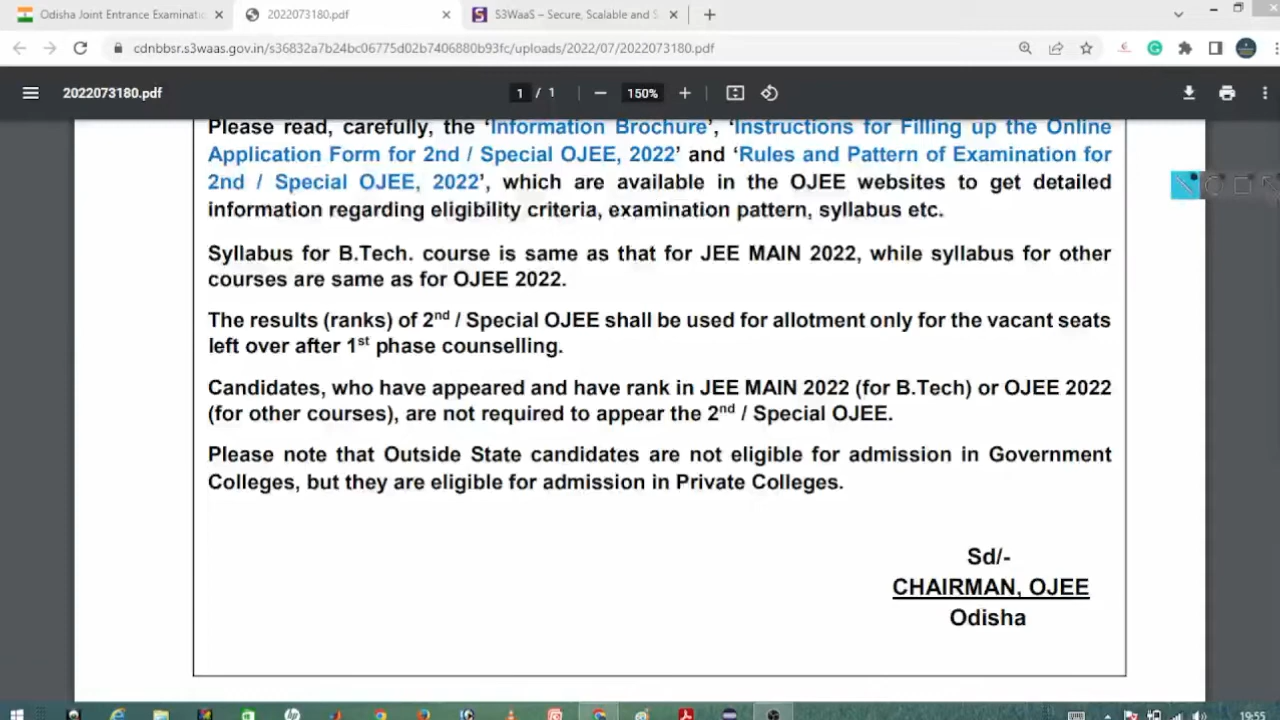 Odisha Joint Entrance Examinatio
2022073180.pdf
S3WaaS – Secure, Scalable and S
cdnbbsr.s3waas.gov.in/s36832a7b24bc06775d02b7406880b93fc/uploads/2022/07/2022073180.pdf
2022073180.pdf
1 / 1
150%
Please read, carefully, the ‘Information Brochure’, ‘Instructions for Filling up the Online
Application Form for 2nd / Special OJEE, 2022’ and ‘Rules and Pattern of Examination for
2nd / Special OJEE, 2022’, which are available in the OJEE websites to get detailed
information regarding eligibility criteria, examination pattern, syllabus etc.
Syllabus for B.Tech. course is same as that for JEE MAIN 2022, while syllabus for other
courses are same as for OJEE 2022.
The results (ranks) of 2nd / Special OJEE shall be used for allotment only for the vacant seats
left over after 1st phase counselling.
Candidates, who have appeared and have rank in JEE MAIN 2022 (for B.Tech) or OJEE 2022
(for other courses), are not required to appear the 2nd / Special OJEE.
Please note that Outside State candidates are not eligible for admission in Government
Colleges, but they are eligible for admission in Private Colleges.
Sd/-
CHAIRMAN, OJEE
Odisha
19:55